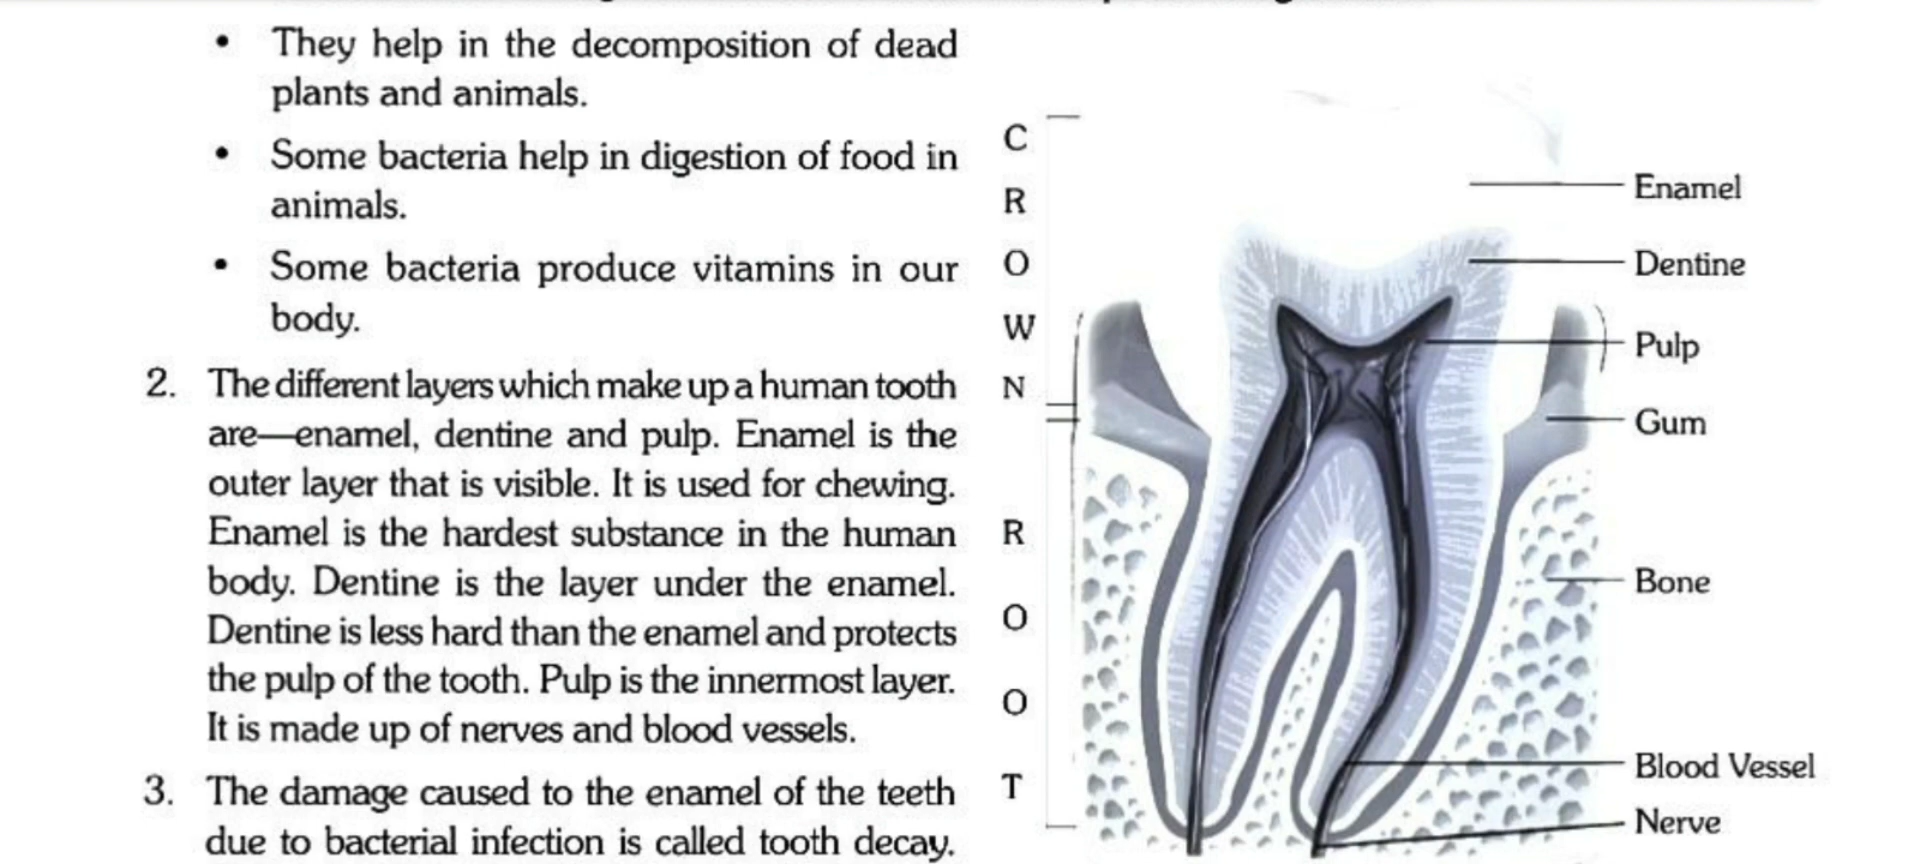 • They help in the decomposition of dead
plants and animals.
• Some bacteria help in digestion of food in
animals.
• Some bacteria produce vitamins in our
body.
2. The different layers which make up a human tooth
are—enamel, dentine and pulp. Enamel is the
outer layer that is visible. It is used for chewing.
Enamel is the hardest substance in the human
body. Dentine is the layer under the enamel.
Dentine is less hard than the enamel and protects
the pulp of the tooth. Pulp is the innermost layer.
It is made up of nerves and blood vessels.
3. The damage caused to the enamel of the teeth
due to bacterial infection is called tooth decay.
C
R
O
W
N
R
O
O
T
Enamel
Dentine
Pulp
Gum
Bone
Blood Vessel
Nerve